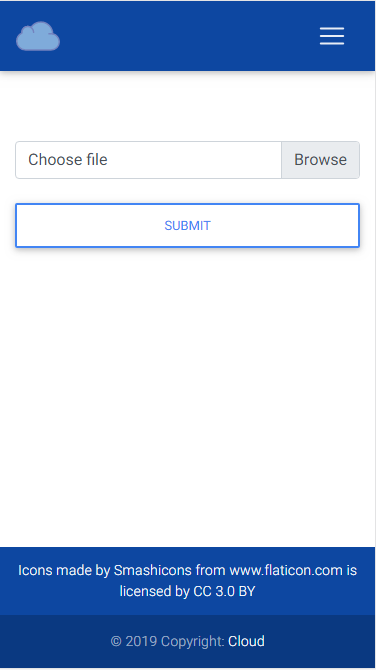 Choose file
Browse
SUBMIT
Icons made by Smashicons from www.flaticon.com is
licensed by CC 3.0 BY
© 2019 Copyright: Cloud